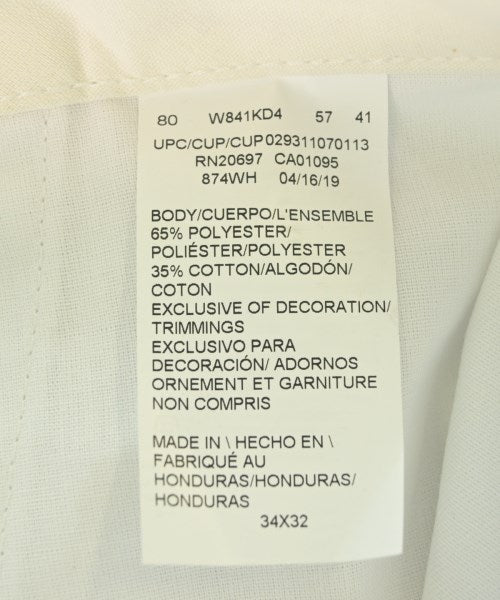 80 W841KD4 57 41
UPC/CUP/CUP029311070113
RN20697 CA01095
874WH 04/16/19
BODY/CUERPO/L'ENSEMBLE
65% POLYESTER/
POLIÉSTER/POLYESTER
35% COTTON/ALGODÓN/
COTON
EXCLUSIVE OF DECORATION/
TRIMMINGS
EXCLUSIVO PARA
DECORACIÓN/ ADORNOS
ORNEMENT ET GARNITURE
NON COMPRIS
MADE IN \ HECHO EN \
FABRIQUÉ AU
HONDURAS/HONDURAS/
HONDURAS
34X32